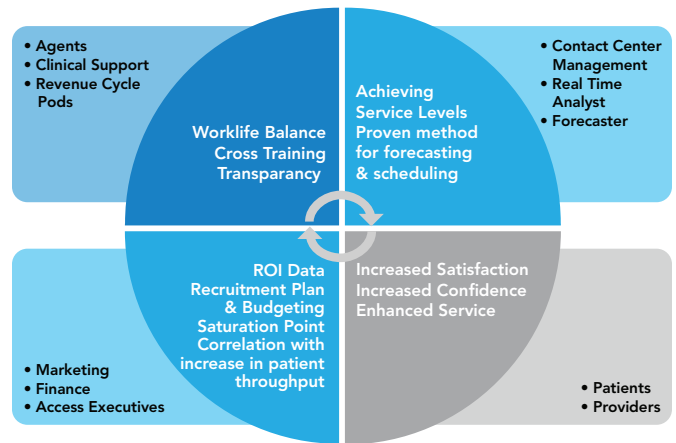 • Agents
• Clinical Support
• Revenue Cycle
Pods
Worklife Balance
Cross Training
Transparancy
Achieving
Service Levels
Proven method
for forecasting
& scheduling
• Contact Center
Management
• Real Time
Analyst
• Forecaster
• Marketing
• Finance
• Access Executives
ROI Data
Recruitment Plan
& Budgeting
Saturation Point
Correlation with
increase in patient
throughput
Increased Satisfaction
Increased Confidence
Enhanced Service
• Patients
• Providers